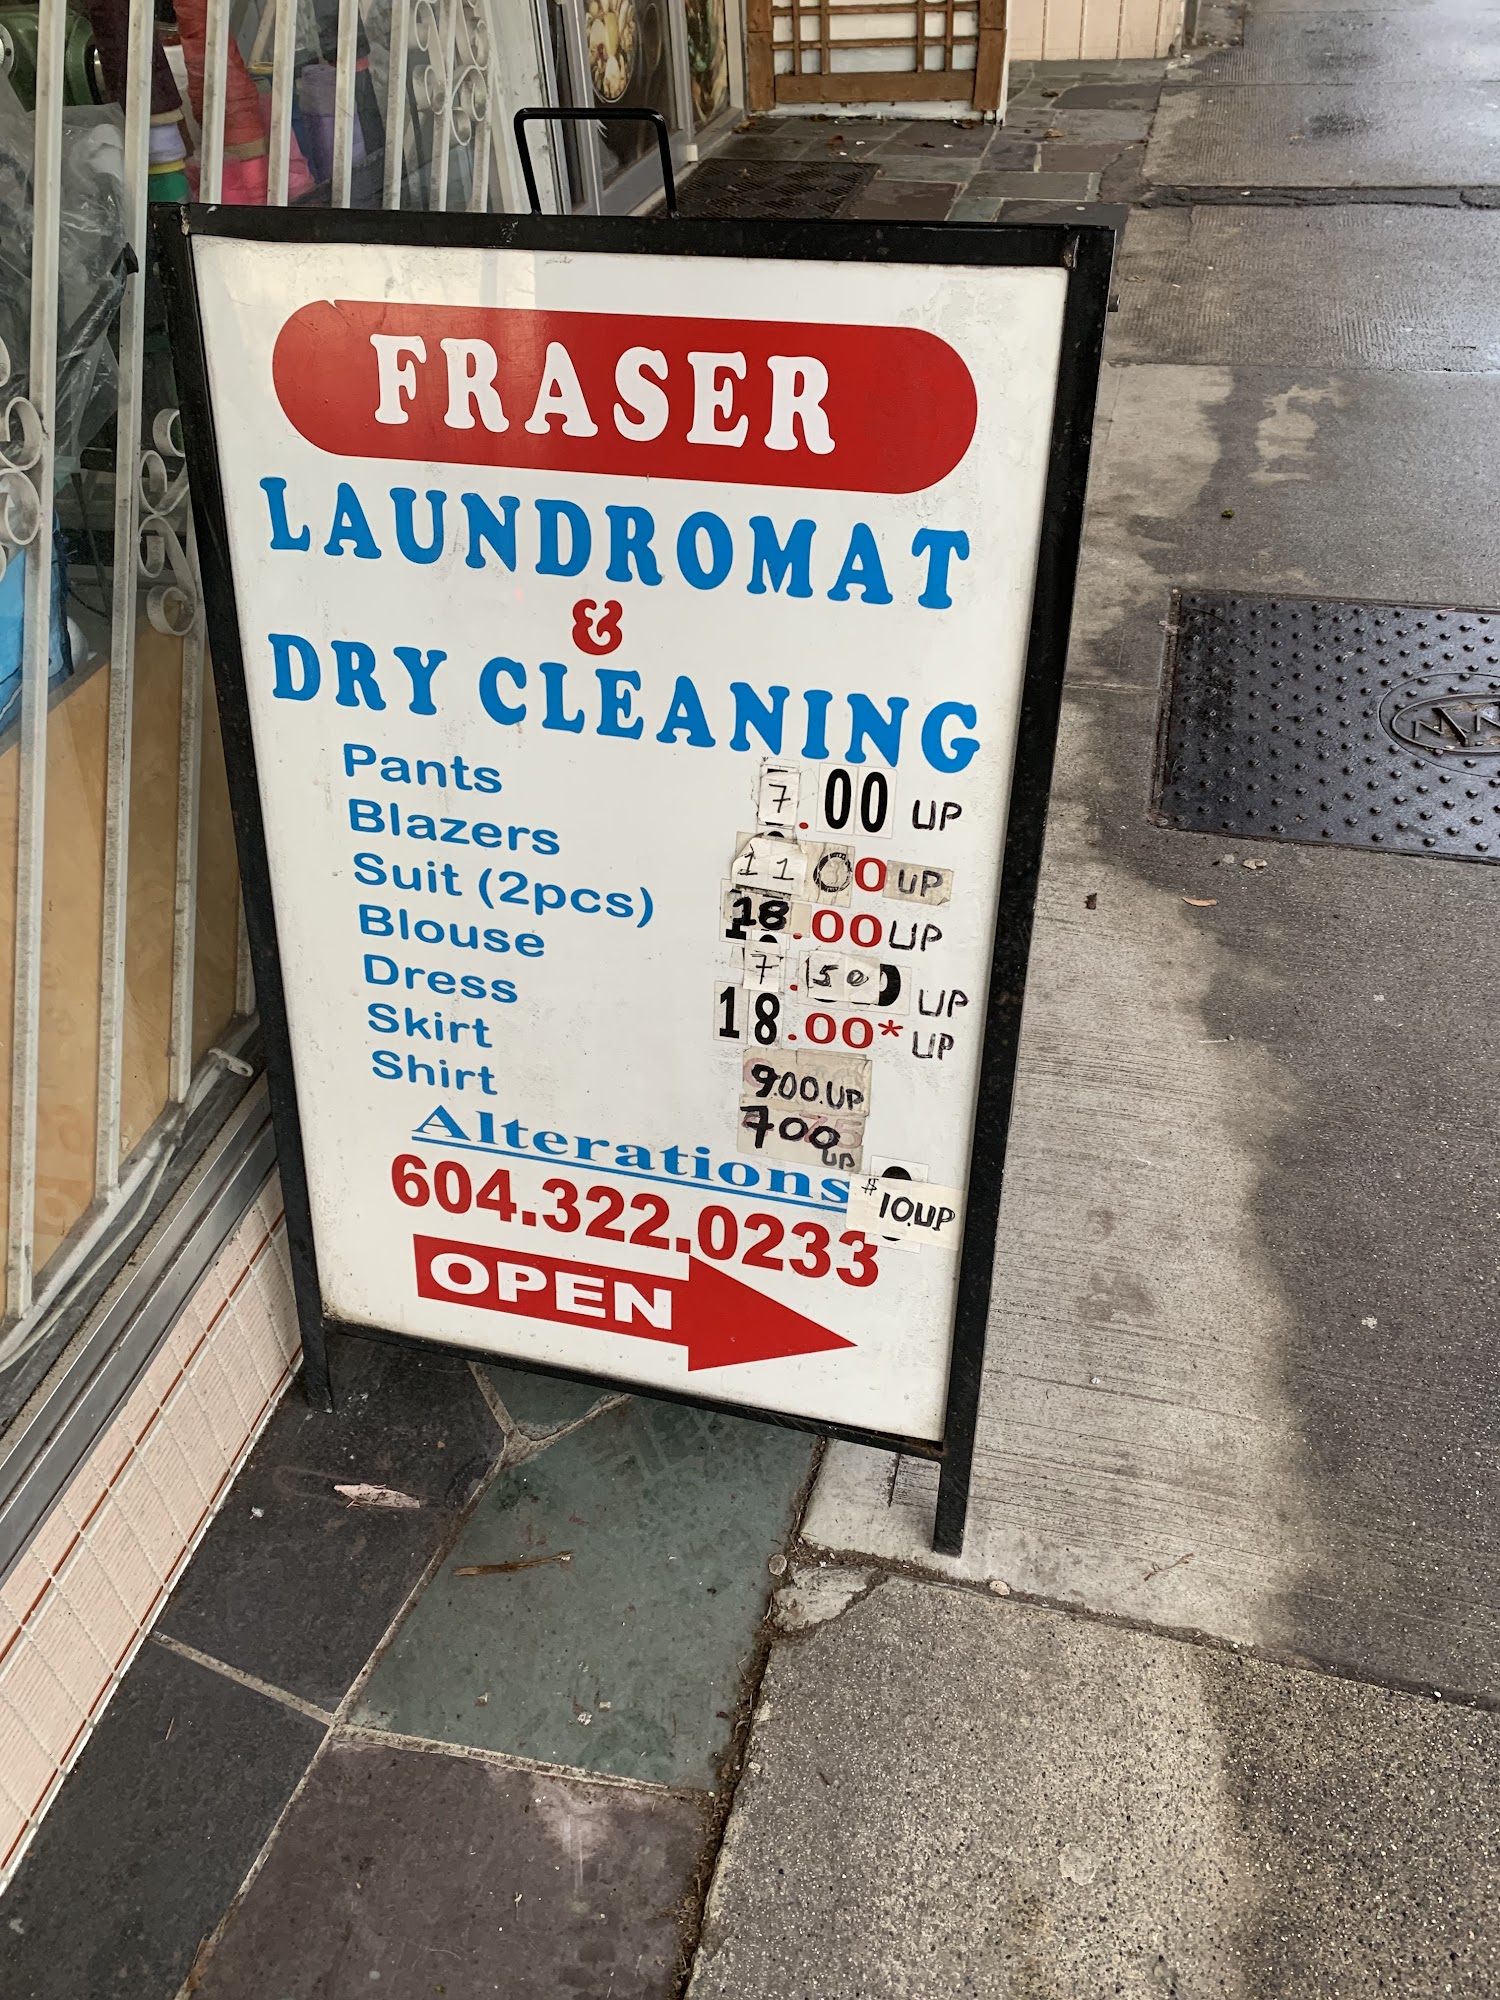 FRASER
LAUNDROMAT
&
DRY CLEANING
Pants 7.00 UP
Blazers 11 00 UP
Suit (2pcs) 18.00 UP
Blouse 7.50 UP
Dress 18.00* UP
Skirt 9.00.UP
Shirt 700 UP
Alterations $10.UP
604.322.0233
OPEN